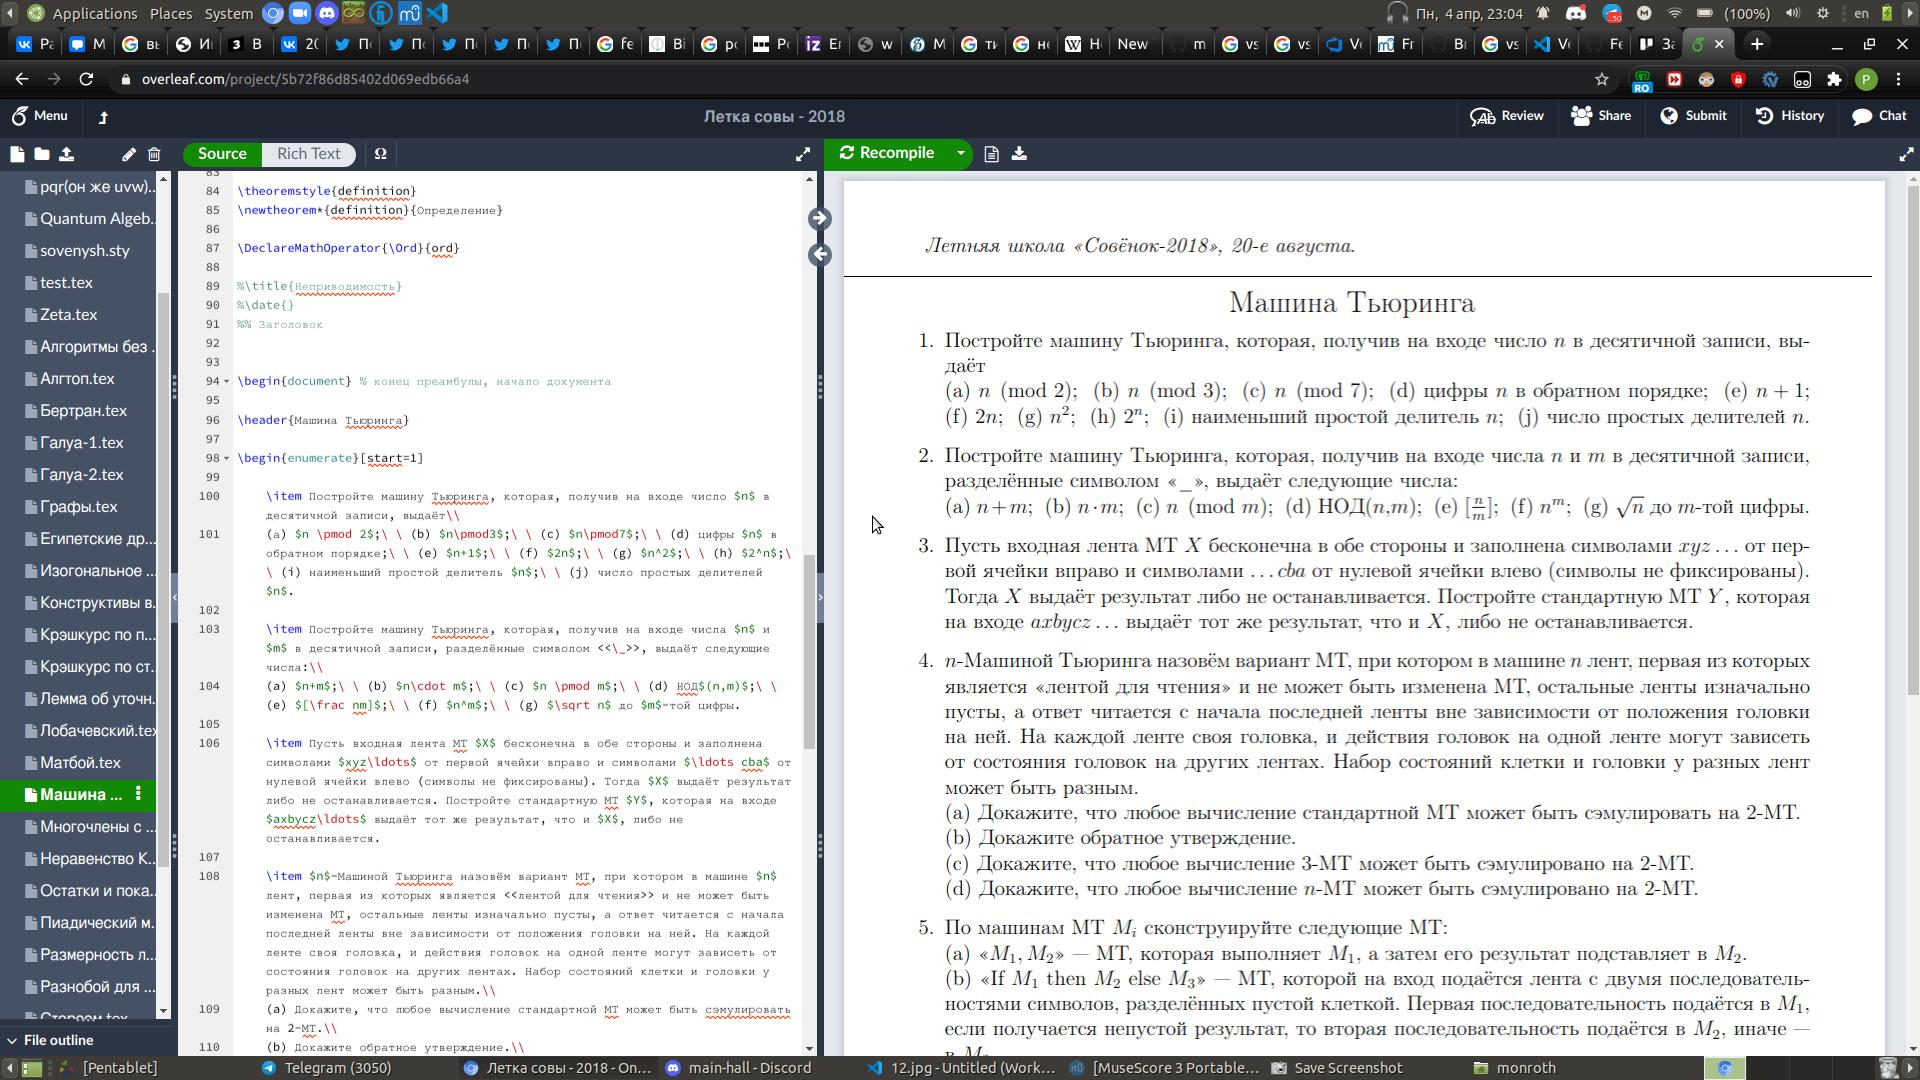 Applications Places System
Пн, 4 апр, 23:04 (100%) en
overleaf.com/project/5b72f86d85402d069edb66a4
Menu
Летка совы - 2018
Review Share Submit History Chat
Source Rich Text Ω
Recompile
pqr(он же uvw)...
Quantum Algeb...
sovenysh.sty
test.tex
Zeta.tex
Алгоритмы без ...
Алгтоп.tex
Бертран.tex
Галуа-1.tex
Галуа-2.tex
Графы.tex
Египетские др...
Изогональное ...
Конструктивы в...
Крэшкурс по п...
Крэшкурс по ст...
Лемма об уточн...
Лобачевский.tex
Матбой.tex
Машина ...
Многочлены с ...
Неравенство К...
Остатки и пока...
Пиадический м...
Размерность л...
Разнобой для ...
File outline
83
84 \theoremstyle{definition}
85 \newtheorem*{definition}{Определение}
86
87 \DeclareMathOperator{\Ord}{ord}
88
89 %\title{Неприводимость}
90 %\date{}
91 %% Заголовок
92
93
94 \begin{document} % конец преамбулы, начало документа
95
96 \header{Машина Тьюринга}
97
98 \begin{enumerate}[start=1]
99
100 \item Постройте машину Тьюринга, которая, получив на входе число $n$ в
десятичной записи, выдаёт\\
101 (a) $n \pmod 2$;\ \ (b) $n\pmod3$;\ \ (c) $n\pmod7$;\ \ (d) цифры $n$ в
обратном порядке;\ \ (e) $n+1$;\ \ (f) $2n$;\ \ (g) $n^2$;\ \ (h) $2^n$;\
\ (i) наименьший простой делитель $n$;\ \ (j) число простых делителей
$n$.
102
103 \item Постройте машину Тьюринга, которая, получив на входе числа $n$ и
$m$ в десятичной записи, разделённые символом <<\_>>, выдаёт следующие
числа:\\
104 (a) $n+m$;\ \ (b) $n\cdot m$;\ \ (c) $n \pmod m$;\ \ (d) НОД$(n,m)$;\ \
(e) $[\frac nm]$;\ \ (f) $n^m$;\ \ (g) $\sqrt n$ до $m$-той цифры.
105
106 \item Пусть входная лента МТ $X$ бесконечна в обе стороны и заполнена
символами $xyz\ldots$ от первой ячейки вправо и символами $\ldots cba$ от
нулевой ячейки влево (символы не фиксированы). Тогда $X$ выдаёт результат
либо не останавливается. Постройте стандартную МТ $Y$, которая на входе
$axbycz\ldots$ выдаёт тот же результат, что и $X$, либо не
останавливается.
107
108 \item $n$-Машиной Тьюринга назовём вариант МТ, при котором в машине $n$
лент, первая из которых является <<лентой для чтения>> и не может быть
изменена МТ, остальные ленты изначально пусты, а ответ читается с начала
последней ленты вне зависимости от положения головки на ней. На каждой
ленте своя головка, и действия головок на одной ленте могут зависеть от
состояния головок на других лентах. Набор состояний клетки и головки у
разных лент может быть разным.\\
109 (a) Докажите, что любое вычисление стандартной МТ может быть сэмулировать
на 2-МТ.\\
110 (b) Докажите обратное утверждение.\\
Летняя школа «Совёнок-2018», 20-е августа.
Машина Тьюринга
1. Постройте машину Тьюринга, которая, получив на входе число n в десятичной записи, вы-
даёт
(a) n (mod 2); (b) n (mod 3); (c) n (mod 7); (d) цифры n в обратном порядке; (e) n + 1;
(f) 2n; (g) n²; (h) 2ⁿ; (i) наименьший простой делитель n; (j) число простых делителей n.
2. Постройте машину Тьюринга, которая, получив на входе числа n и m в десятичной записи,
разделённые символом «_», выдаёт следующие числа:
(a) n+m; (b) n·m; (c) n (mod m); (d) НОД(n,m); (e) [n/m]; (f) nᵐ; (g) √n до m-той цифры.
3. Пусть входная лента МТ X бесконечна в обе стороны и заполнена символами xyz... от пер-
вой ячейки вправо и символами ...cba от нулевой ячейки влево (символы не фиксированы).
Тогда X выдаёт результат либо не останавливается. Постройте стандартную МТ Y, которая
на входе axbycz... выдаёт тот же результат, что и X, либо не останавливается.
4. n-Машиной Тьюринга назовём вариант МТ, при котором в машине n лент, первая из которых
является «лентой для чтения» и не может быть изменена МТ, остальные ленты изначально
пусты, а ответ читается с начала последней ленты вне зависимости от положения головки
на ней. На каждой ленте своя головка, и действия головок на одной ленте могут зависеть
от состояния головок на других лентах. Набор состояний клетки и головки у разных лент
может быть разным.
(a) Докажите, что любое вычисление стандартной МТ может быть сэмулировать на 2-МТ.
(b) Докажите обратное утверждение.
(c) Докажите, что любое вычисление 3-МТ может быть сэмулировано на 2-МТ.
(d) Докажите, что любое вычисление n-МТ может быть сэмулировано на 2-МТ.
5. По машинам МТ Mᵢ сконструируйте следующие МТ:
(a) «M₁, M₂» — МТ, которая выполняет M₁, а затем его результат подставляет в M₂.
(b) «If M₁ then M₂ else M₃» — МТ, которой на вход подаётся лента с двумя последователь-
ностями символов, разделённых пустой клеткой. Первая последовательность подаётся в M₁,
если получается непустой результат, то вторая последовательность подаётся в M₂, иначе —
[Pentablet] Telegram (3050) Летка совы - 2018 - On... main-hall - Discord 12.jpg - Untitled (Work... [MuseScore 3 Portable... Save Screenshot monroth